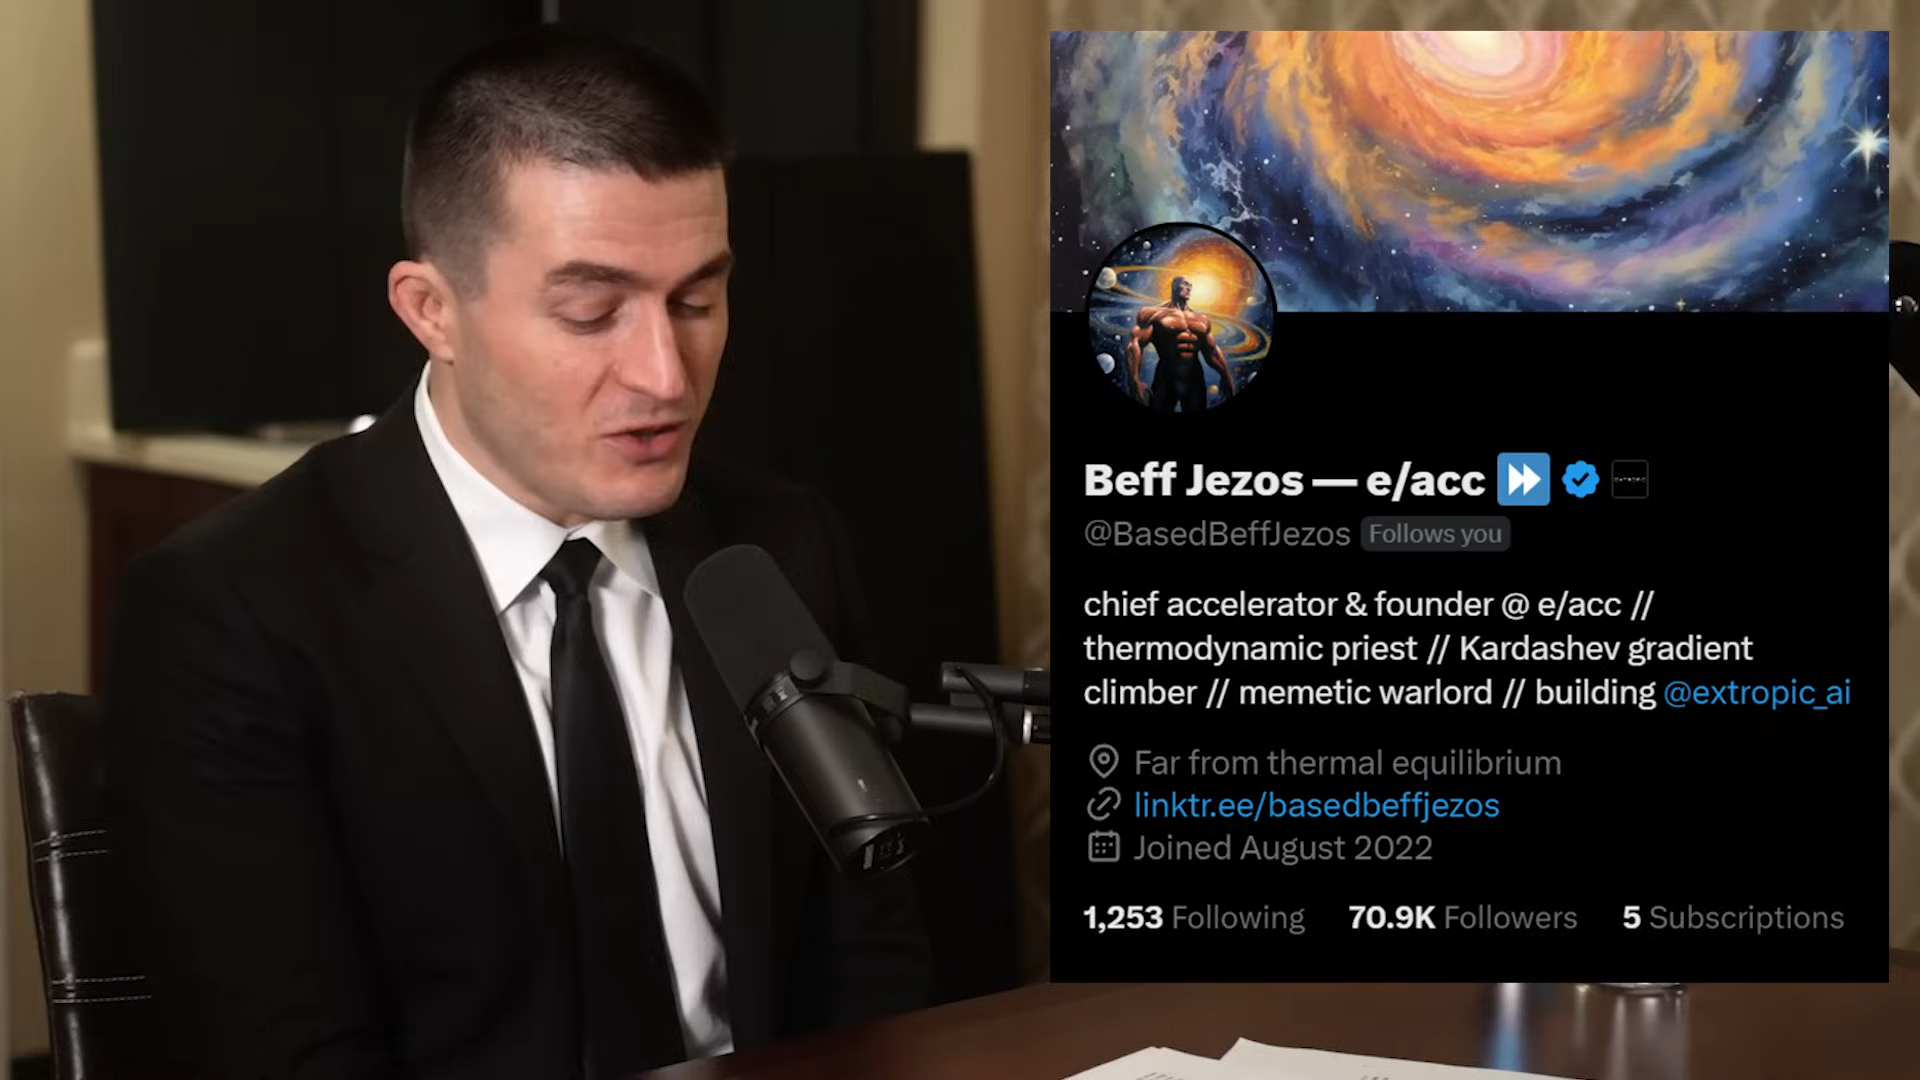 Beff Jezos — e/acc ⏩
@BasedBeffJezos Follows you
chief accelerator & founder @ e/acc //
thermodynamic priest // Kardashev gradient
climber // memetic warlord // building @extropic_ai
Far from thermal equilibrium
linktr.ee/basedbeffjezos
Joined August 2022
1,253 Following 70.9K Followers 5 Subscriptions